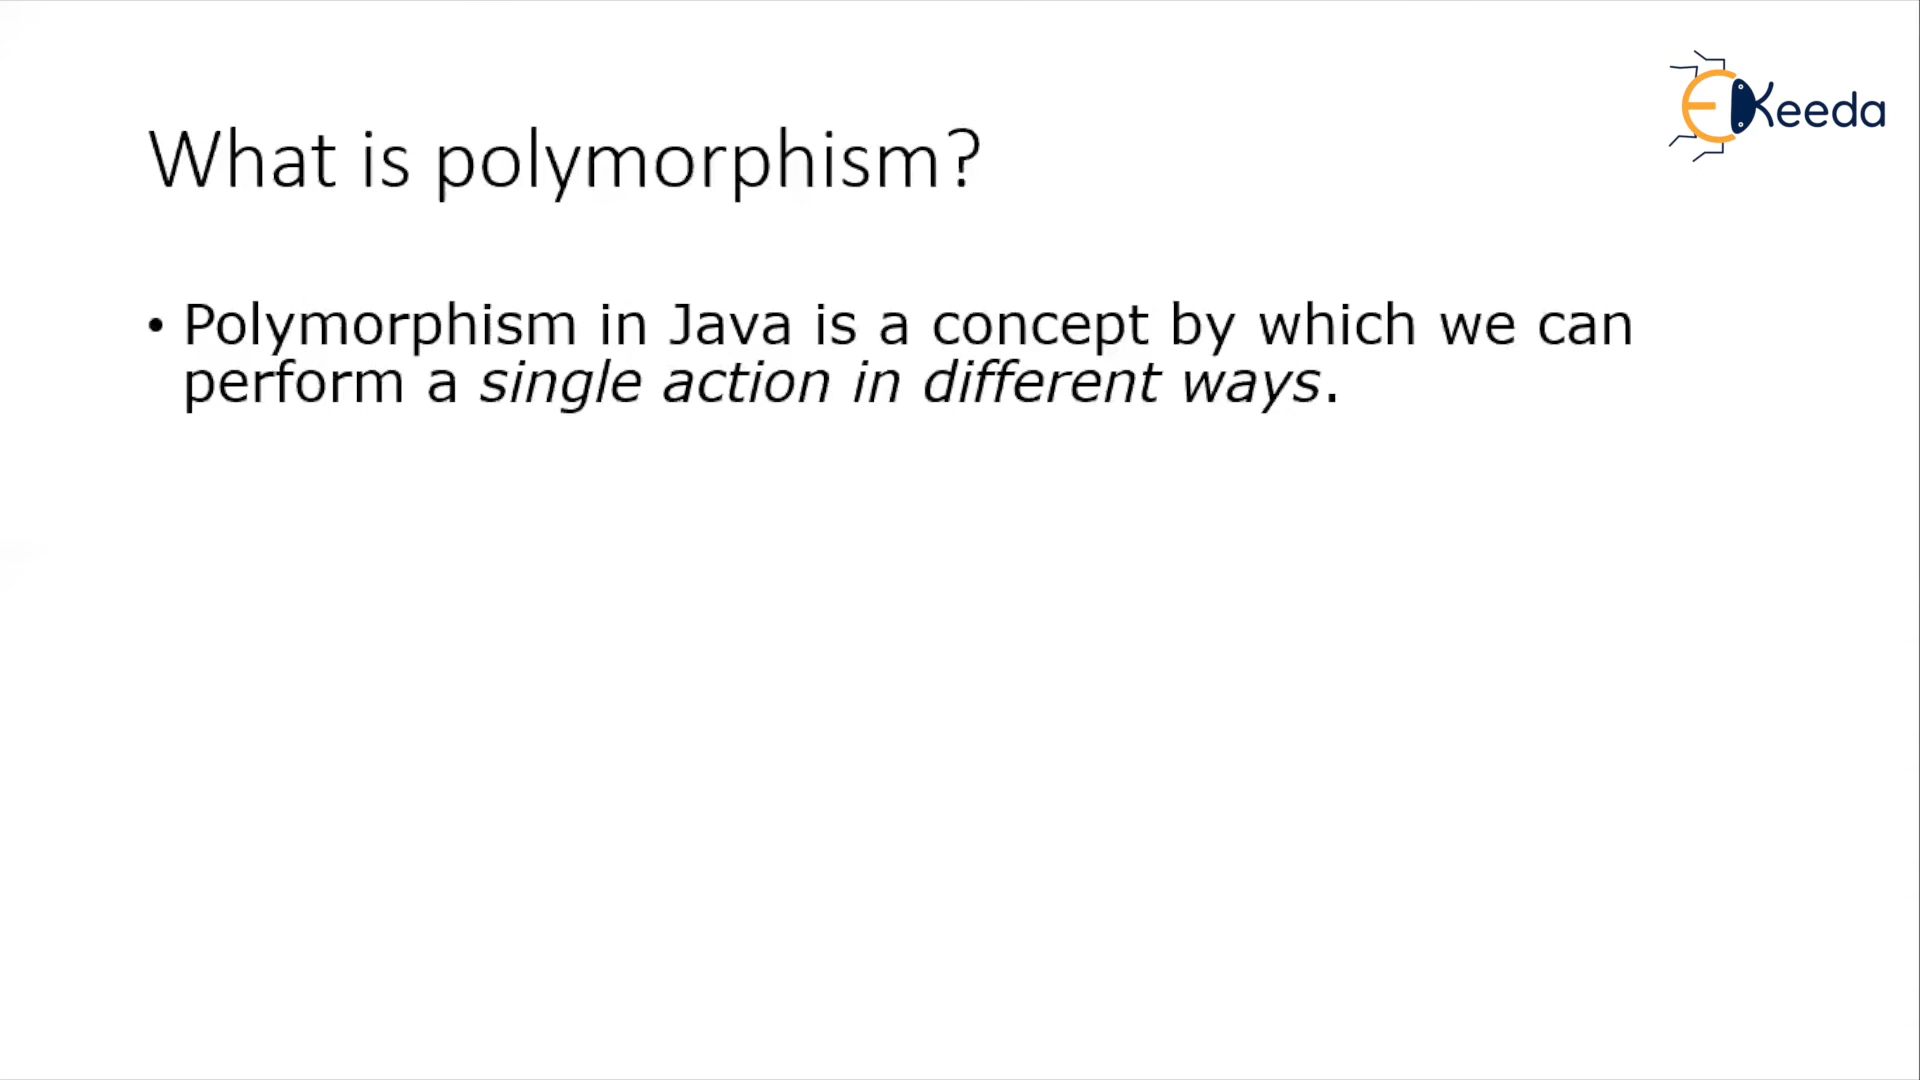 EKeeda
What is polymorphism?
• Polymorphism in Java is a concept by which we can
perform a single action in different ways.